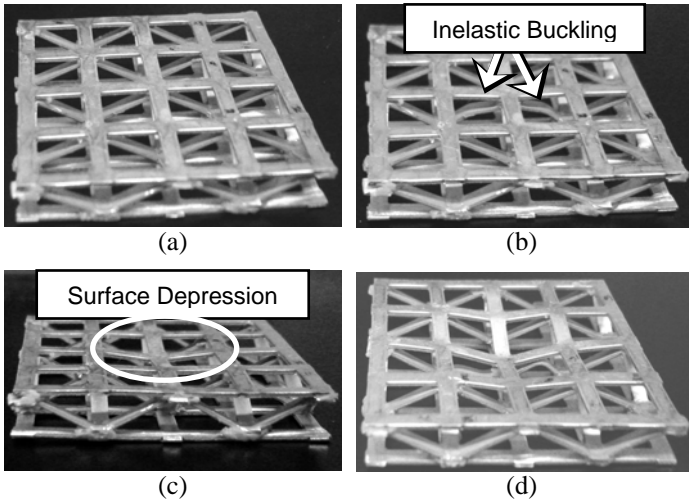 Inelastic Buckling
(a)
(b)
Surface Depression
(c)
(d)